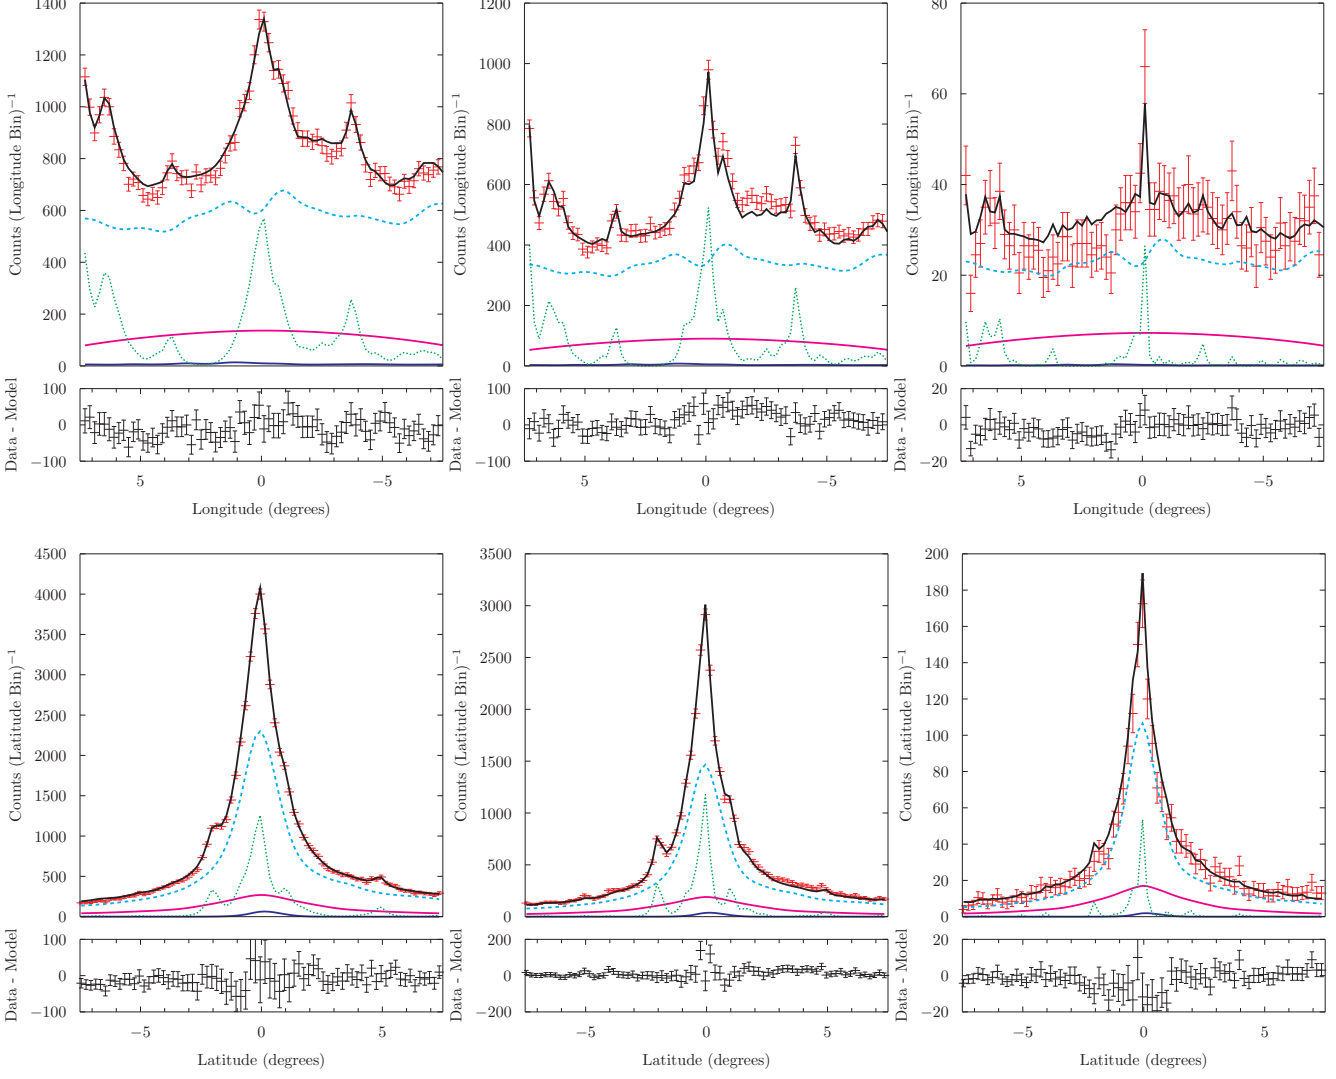 1400
1200
1000
800
600
400
200
0
Counts (Longitude Bin)⁻¹
100
0
−100
Data - Model
5 0 −5
Longitude (degrees)
1200
1000
800
600
400
200
0
Counts (Longitude Bin)⁻¹
100
0
−100
Data - Model
5 0 −5
Longitude (degrees)
80
60
40
20
0
Counts (Longitude Bin)⁻¹
20
0
−20
Data - Model
5 0 −5
Longitude (degrees)
4500
4000
3500
3000
2500
2000
1500
1000
500
0
Counts (Latitude Bin)⁻¹
100
0
−100
Data - Model
−5 0 5
Latitude (degrees)
3500
3000
2500
2000
1500
1000
500
0
Counts (Latitude Bin)⁻¹
200
0
−200
Data - Model
−5 0 5
Latitude (degrees)
200
180
160
140
120
100
80
60
40
20
0
Counts (Latitude Bin)⁻¹
20
0
−20
Data - Model
−5 0 5
Latitude (degrees)